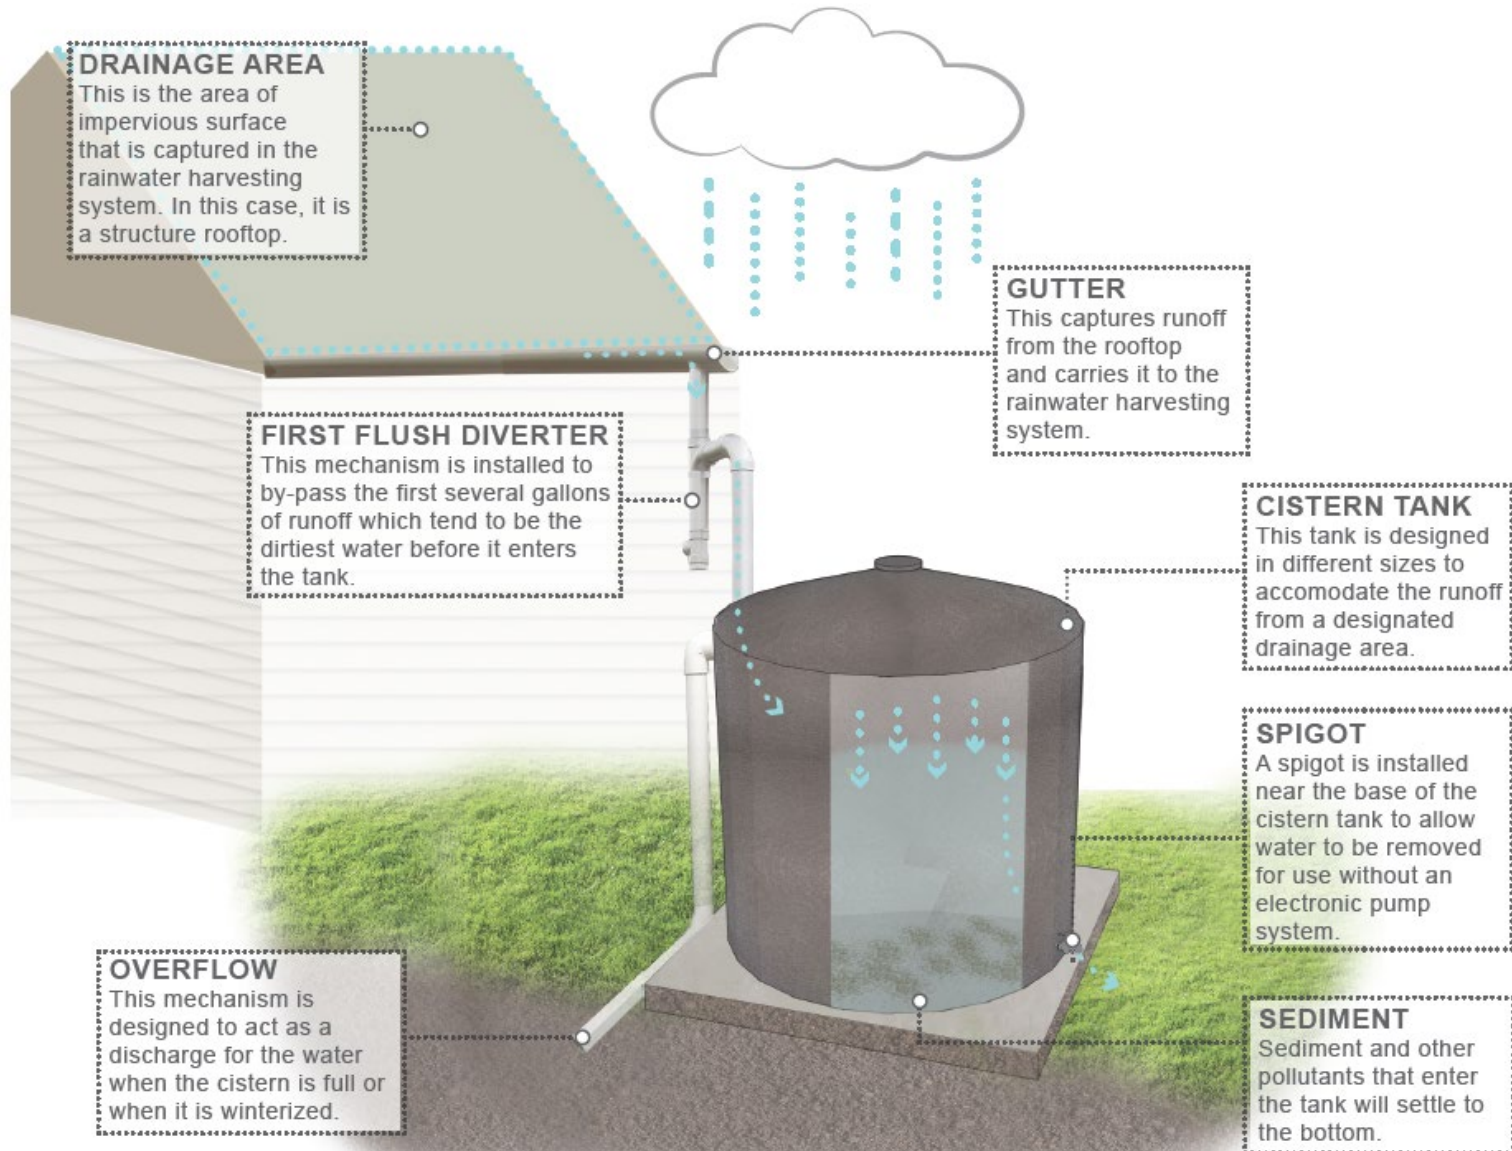 DRAINAGE AREA
This is the area of
impervious surface
that is captured in the
rainwater harvesting
system. In this case, it is
a structure rooftop.
GUTTER
This captures runoff
from the rooftop
and carries it to the
rainwater harvesting
system.
FIRST FLUSH DIVERTER
This mechanism is installed to
by-pass the first several gallons
of runoff which tend to be the
dirtiest water before it enters
the tank.
CISTERN TANK
This tank is designed
in different sizes to
accomodate the runoff
from a designated
drainage area.
SPIGOT
A spigot is installed
near the base of the
cistern tank to allow
water to be removed
for use without an
electronic pump
system.
OVERFLOW
This mechanism is
designed to act as a
discharge for the water
when the cistern is full or
when it is winterized.
SEDIMENT
Sediment and other
pollutants that enter
the tank will settle to
the bottom.